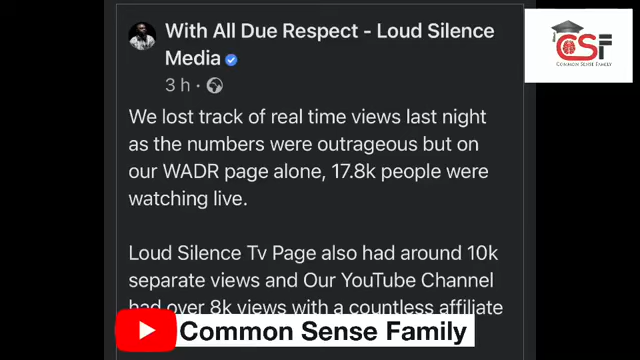 With All Due Respect - Loud Silence
Media
3 h ·
We lost track of real time views last night
as the numbers were outrageous but on
our WADR page alone, 17.8k people were
watching live.
Loud Silence Tv Page also had around 10k
separate views and Our YouTube Channel
had over 8k views with a countless affiliate
Common Sense Family
CSF
COMMON SENSE FAMILY